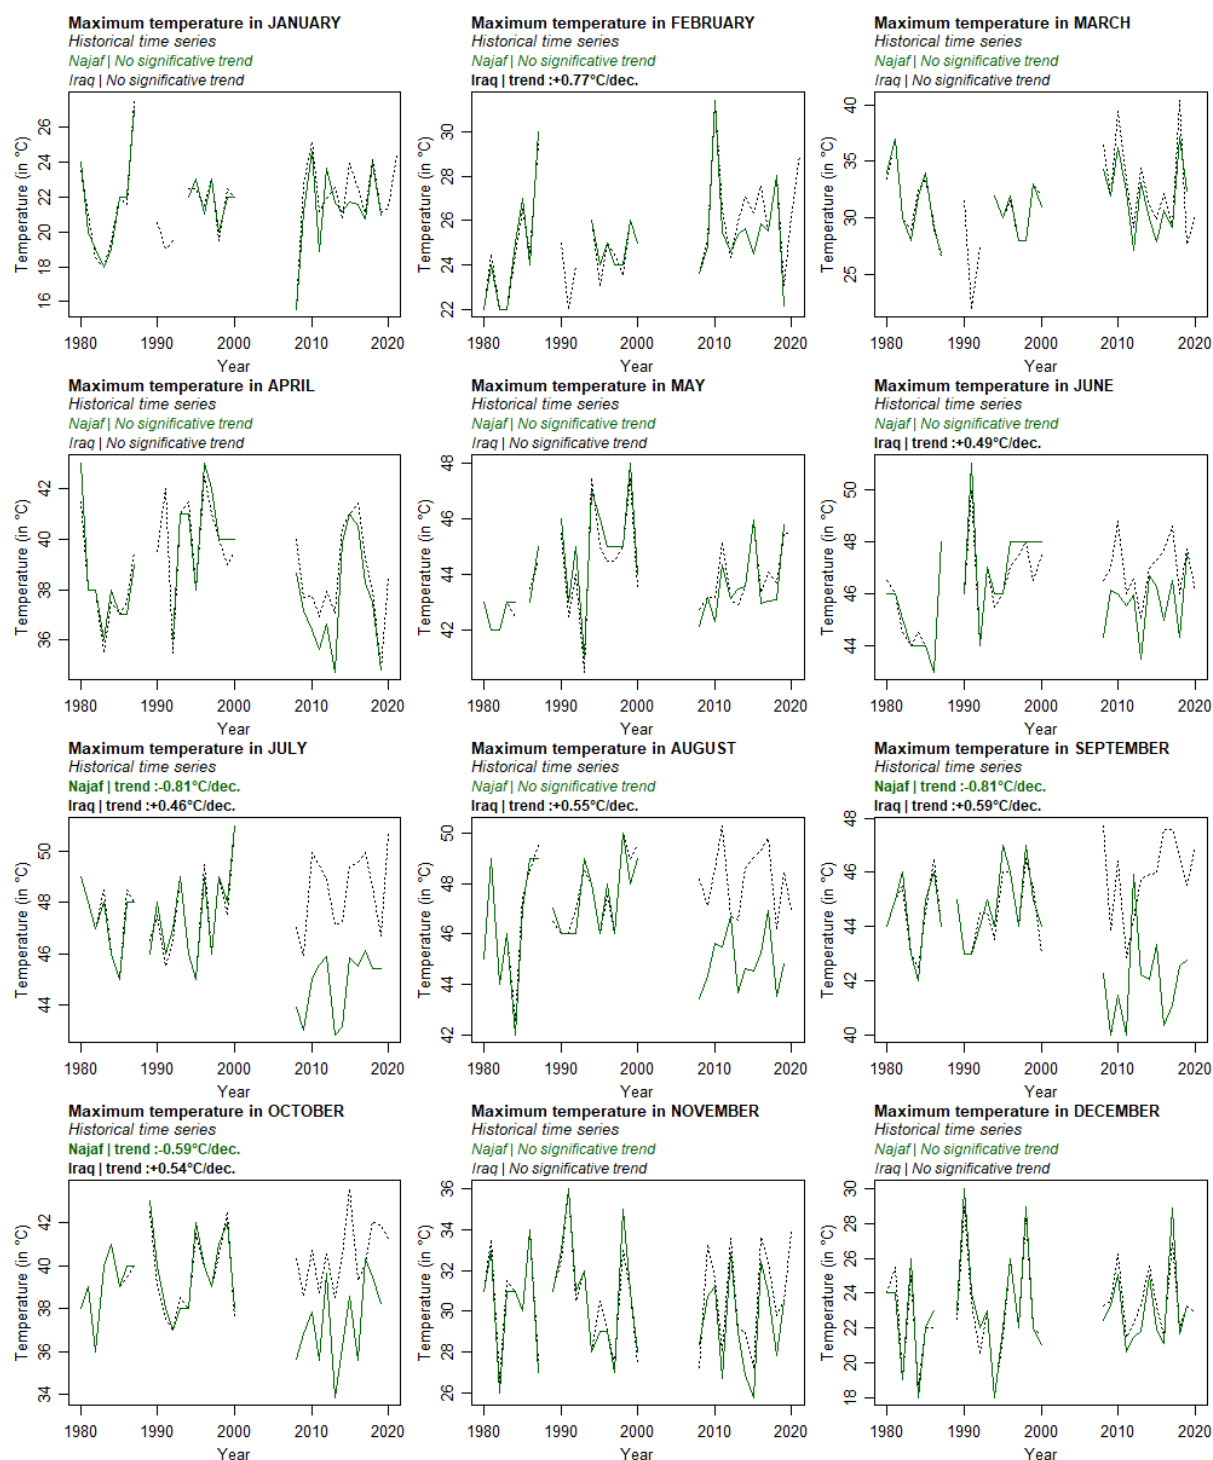 Maximum temperature in JANUARY
Historical time series
Najaf | No significative trend
Iraq | No significative trend
Temperature (in °C)
26
24
22
20
18
16
1980 1990 2000 2010 2020
Year
Maximum temperature in FEBRUARY
Historical time series
Najaf | No significative trend
Iraq | trend :+0.77°C/dec.
Temperature (in °C)
30
28
26
24
22
1980 1990 2000 2010 2020
Year
Maximum temperature in MARCH
Historical time series
Najaf | No significative trend
Iraq | No significative trend
Temperature (in °C)
40
35
30
25
1980 1990 2000 2010 2020
Year
Maximum temperature in APRIL
Historical time series
Najaf | No significative trend
Iraq | No significative trend
Temperature (in °C)
42
40
38
36
1980 1990 2000 2010 2020
Year
Maximum temperature in MAY
Historical time series
Najaf | No significative trend
Iraq | No significative trend
Temperature (in °C)
48
46
44
42
1980 1990 2000 2010 2020
Year
Maximum temperature in JUNE
Historical time series
Najaf | No significative trend
Iraq | trend :+0.49°C/dec.
Temperature (in °C)
50
48
46
44
1980 1990 2000 2010 2020
Year
Maximum temperature in JULY
Historical time series
Najaf | trend :-0.81°C/dec.
Iraq | trend :+0.46°C/dec.
Temperature (in °C)
50
48
46
44
1980 1990 2000 2010 2020
Year
Maximum temperature in AUGUST
Historical time series
Najaf | No significative trend
Iraq | trend :+0.55°C/dec.
Temperature (in °C)
50
48
46
44
42
1980 1990 2000 2010 2020
Year
Maximum temperature in SEPTEMBER
Historical time series
Najaf | trend :-0.81°C/dec.
Iraq | trend :+0.59°C/dec.
Temperature (in °C)
48
46
44
42
40
1980 1990 2000 2010 2020
Year
Maximum temperature in OCTOBER
Historical time series
Najaf | trend :-0.59°C/dec.
Iraq | trend :+0.54°C/dec.
Temperature (in °C)
42
40
38
36
34
1980 1990 2000 2010 2020
Year
Maximum temperature in NOVEMBER
Historical time series
Najaf | No significative trend
Iraq | No significative trend
Temperature (in °C)
36
34
32
30
28
26
1980 1990 2000 2010 2020
Year
Maximum temperature in DECEMBER
Historical time series
Najaf | No significative trend
Iraq | No significative trend
Temperature (in °C)
30
28
26
24
22
20
18
1980 1990 2000 2010 2020
Year